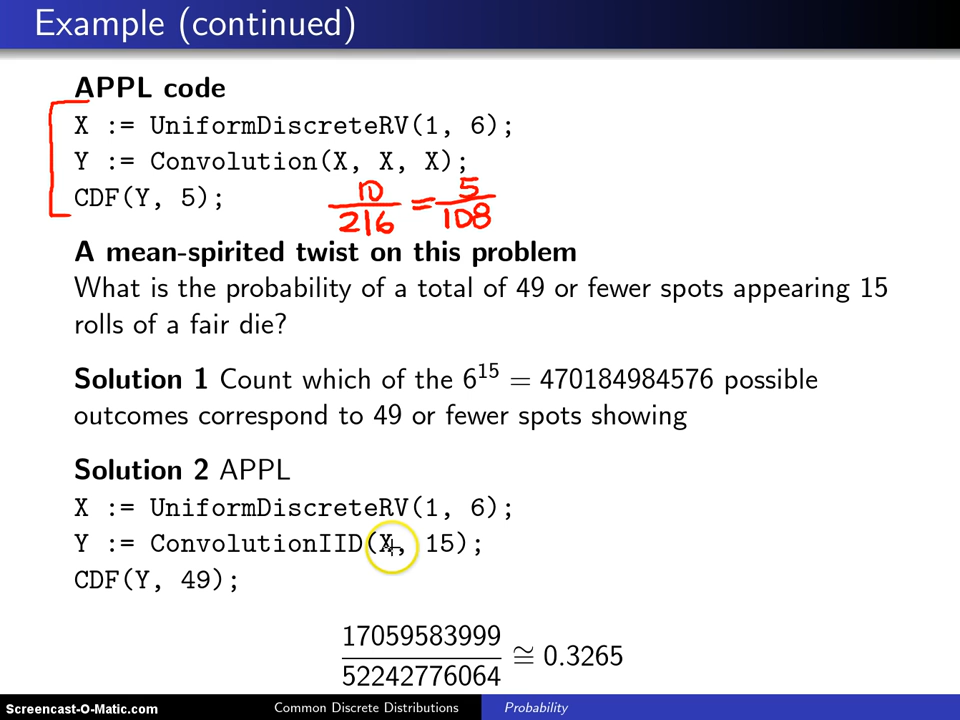 Example (continued)
APPL code
X := UniformDiscreteRV(1, 6);
Y := Convolution(X, X, X);
CDF(Y, 5);
10/216 = 5/108
A mean-spirited twist on this problem
What is the probability of a total of 49 or fewer spots appearing 15
rolls of a fair die?
Solution 1 Count which of the 6^15 = 470184984576 possible
outcomes correspond to 49 or fewer spots showing
Solution 2 APPL
X := UniformDiscreteRV(1, 6);
Y := ConvolutionIID(X, 15);
CDF(Y, 49);
17059583999/52242776064 ≅ 0.3265
Screencast-O-Matic.com Common Discrete Distributions Probability